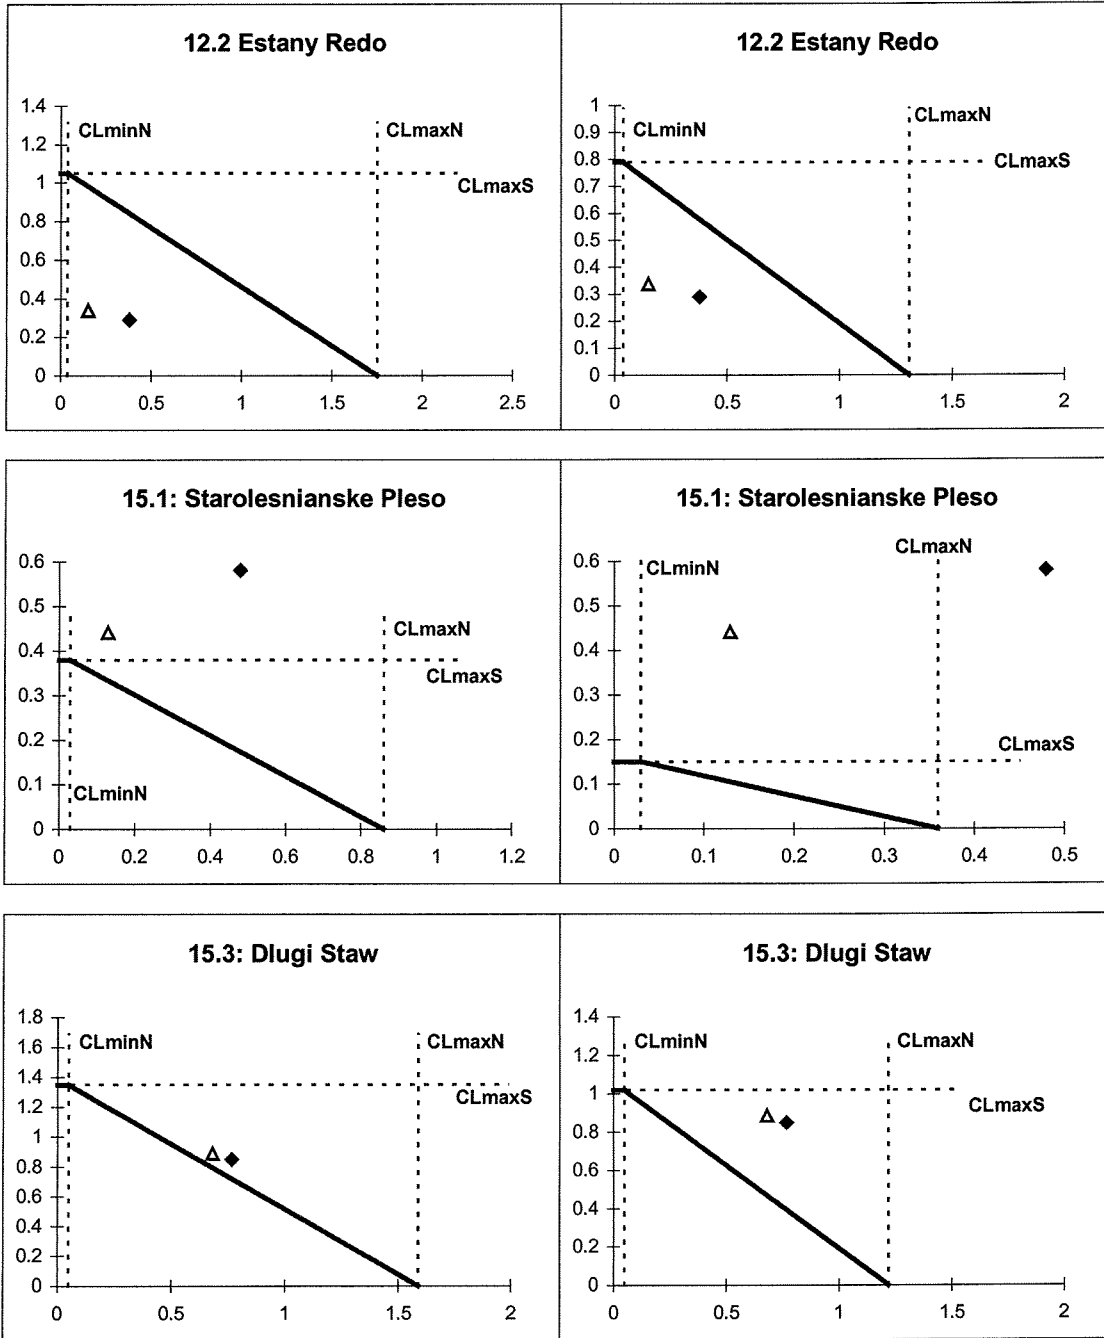 12.2 Estany Redo
1.4
1.2
1
0.8
0.6
0.4
0.2
0
CLminN
CLmaxN
CLmaxS
0 0.5 1 1.5 2 2.5
12.2 Estany Redo
1
0.9
0.8
0.7
0.6
0.5
0.4
0.3
0.2
0.1
0
CLminN
CLmaxN
CLmaxS
0 0.5 1 1.5 2
15.1: Starolesnianske Pleso
0.6
0.5
0.4
0.3
0.2
0.1
0
CLmaxN
CLmaxS
CLminN
0 0.2 0.4 0.6 0.8 1 1.2
15.1: Starolesnianske Pleso
0.6
0.5
0.4
0.3
0.2
0.1
0
CLmaxN
CLminN
CLmaxS
0 0.1 0.2 0.3 0.4 0.5
15.3: Dlugi Staw
1.8
1.6
1.4
1.2
1
0.8
0.6
0.4
0.2
0
CLminN
CLmaxN
CLmaxS
0 0.5 1 1.5 2
15.3: Dlugi Staw
1.4
1.2
1
0.8
0.6
0.4
0.2
0
CLminN
CLmaxN
CLmaxS
0 0.5 1 1.5 2